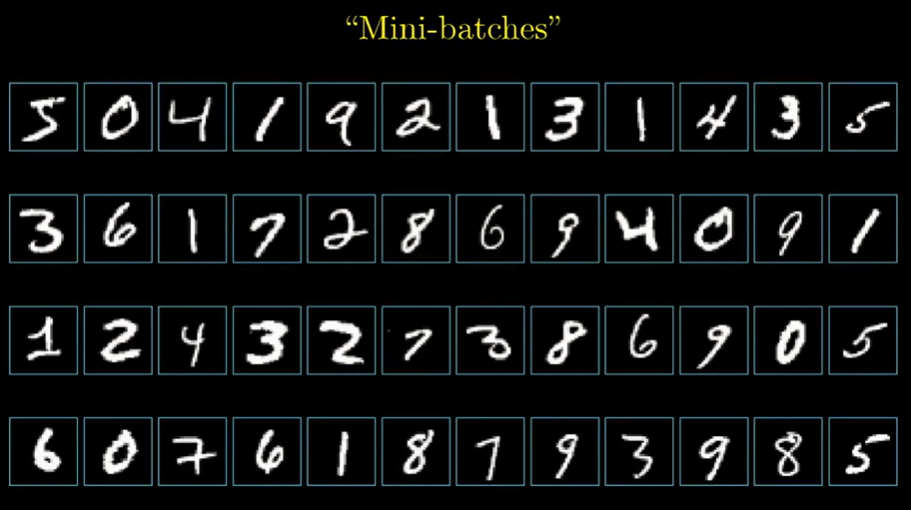 “Mini-batches”
5 0 4 1 9 2 1 3 1 4 3 5
3 6 1 7 2 8 6 9 4 0 9 1
1 2 4 3 2 7 3 8 6 9 0 5
6 0 7 6 1 8 7 9 3 9 8 5